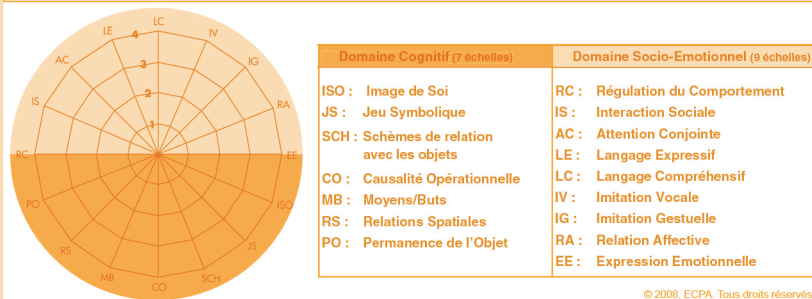 LC
LE
IV
AC
IG
IS
RA
RC
EE
PO
ISO
RS
JS
MB
SCH
CO
4
3
2
1
Domaine Cognitif (7 échelles)
ISO : Image de Soi
JS : Jeu Symbolique
SCH : Schèmes de relation
avec les objets
CO : Causalité Opérationnelle
MB : Moyens/Buts
RS : Relations Spatiales
PO : Permanence de l'Objet
Domaine Socio-Emotionnel (9 échelles)
RC : Régulation du Comportement
IS : Interaction Sociale
AC : Attention Conjointe
LE : Langage Expressif
LC : Langage Compréhensif
IV : Imitation Vocale
IG : Imitation Gestuelle
RA : Relation Affective
EE : Expression Emotionnelle
© 2008, ECPA. Tous droits réservés